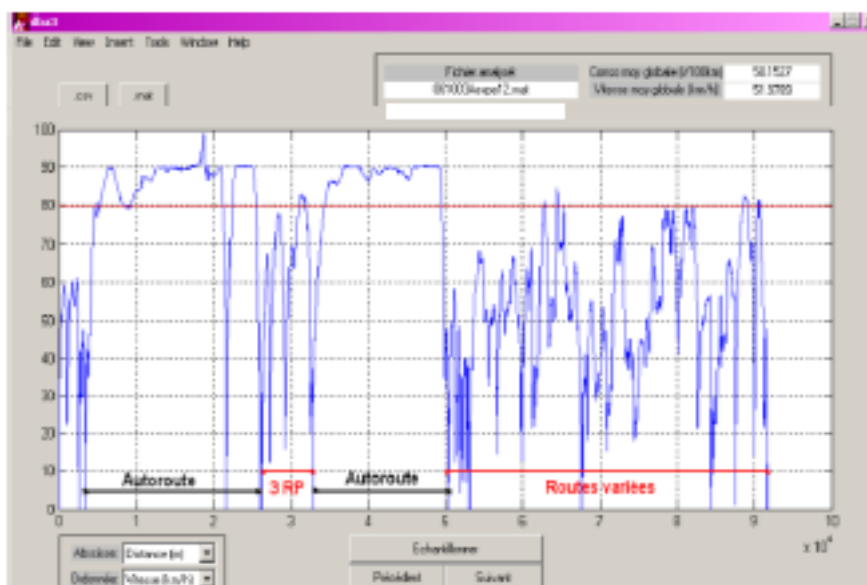 File Edit View Insert Tools Window Help
Fichier analysé
Conso moy globale (l/100km)
Vitesse moy globale (km/h)
.csv
.mat
100
90
80
70
60
50
40
30
20
10
0
Autoroute
3 RP
Autoroute
Routes variées
0 1 2 3 4 5 6 7 8 9 10
x 10⁴
Abscisse: Distance (m)
Ordonnée: Vitesse (km/h)
Echantillonner
Précédent
Suivant